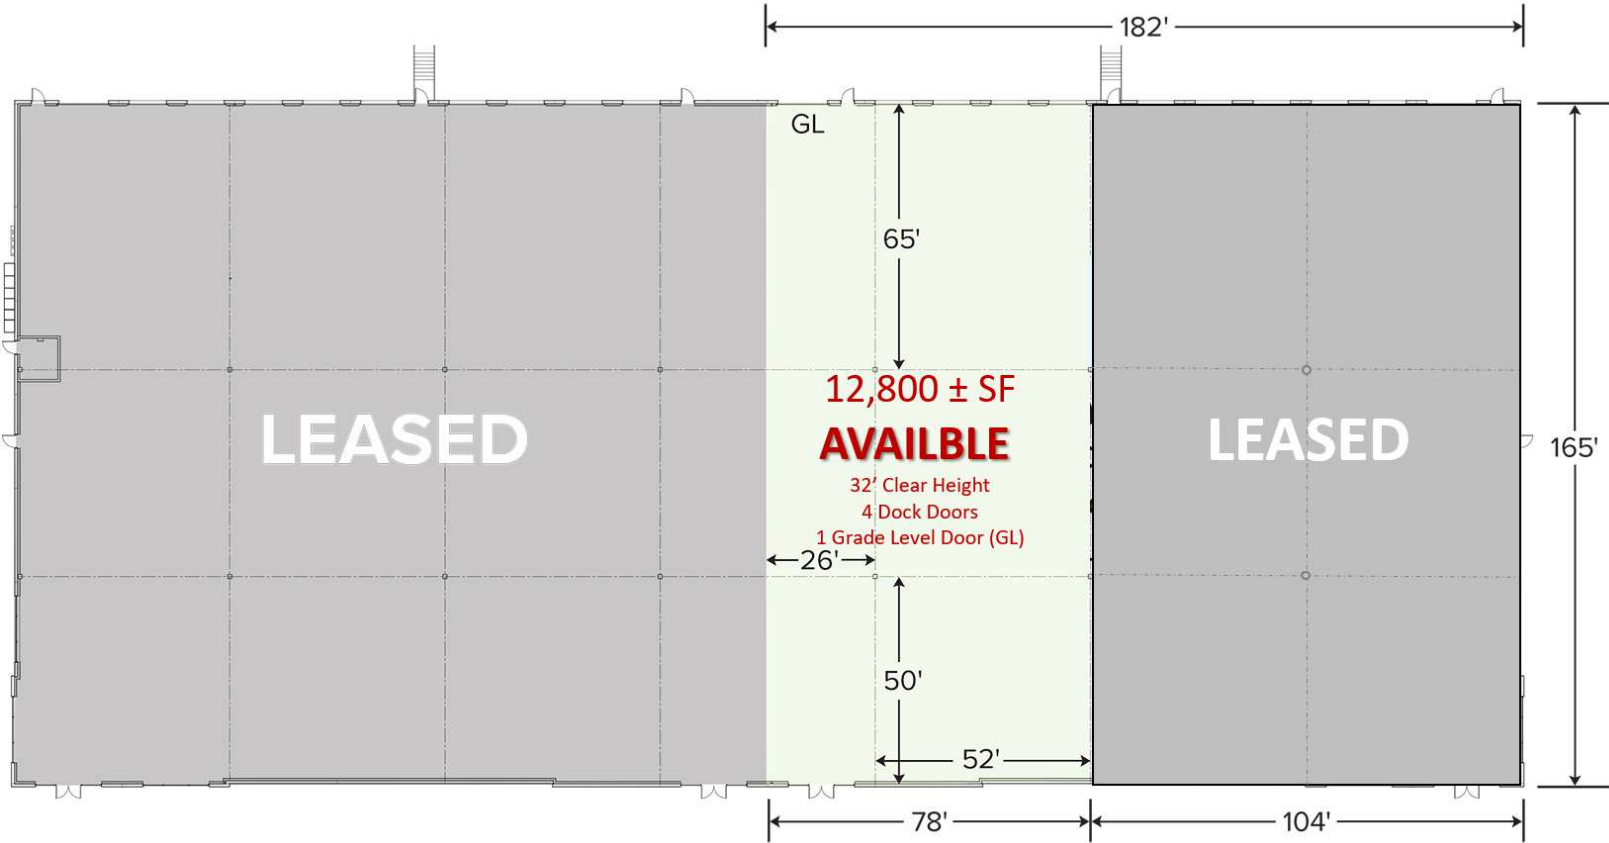 182'
GL
65'
12,800 ± SF
AVAILBLE
32' Clear Height
4 Dock Doors
1 Grade Level Door (GL)
LEASED
LEASED
165'
26'
50'
52'
78'
104'